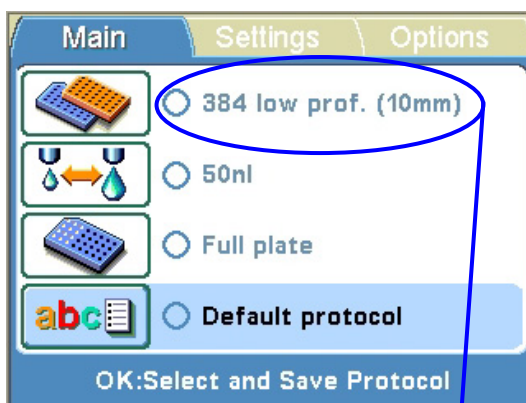 Main Settings Options
384 low prof. (10mm)
50nl
Full plate
abc Default protocol
OK:Select and Save Protocol